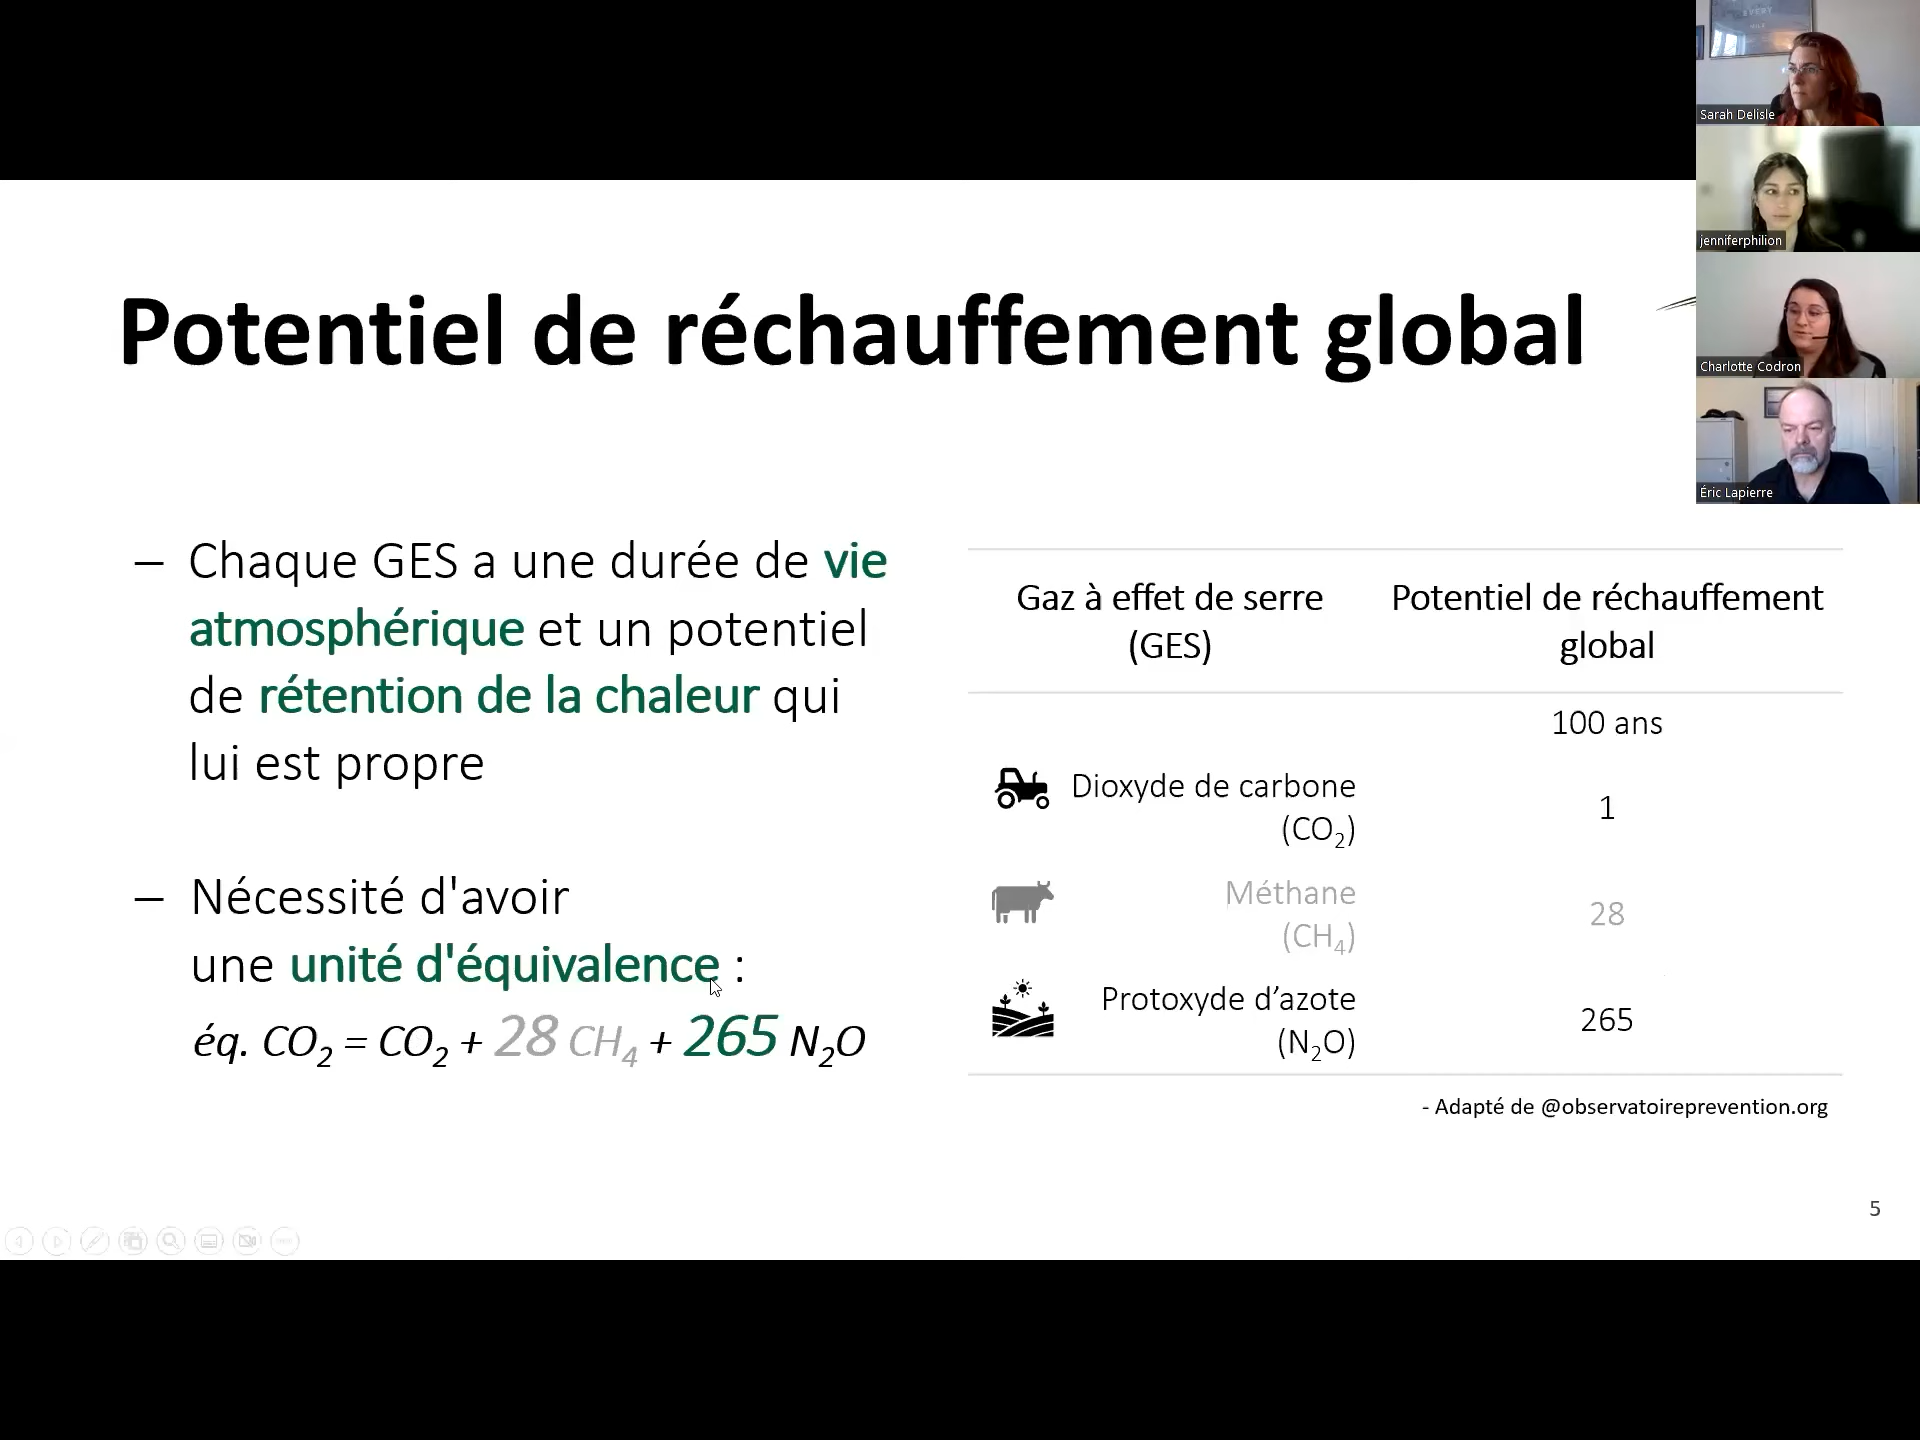 Sarah Delisle
jenniferphilion
Charlotte Codron
Éric Lapierre
Potentiel de réchauffement global
– Chaque GES a une durée de vie
atmosphérique et un potentiel
de rétention de la chaleur qui
lui est propre
– Nécessité d'avoir
une unité d'équivalence :
éq. CO₂ = CO₂ + 28 CH₄ + 265 N₂O
Gaz à effet de serre
(GES)
Potentiel de réchauffement
global
100 ans
Dioxyde de carbone
(CO₂)
1
Méthane
(CH₄)
28
Protoxyde d’azote
(N₂O)
265
- Adapté de @observatoireprevention.org
5